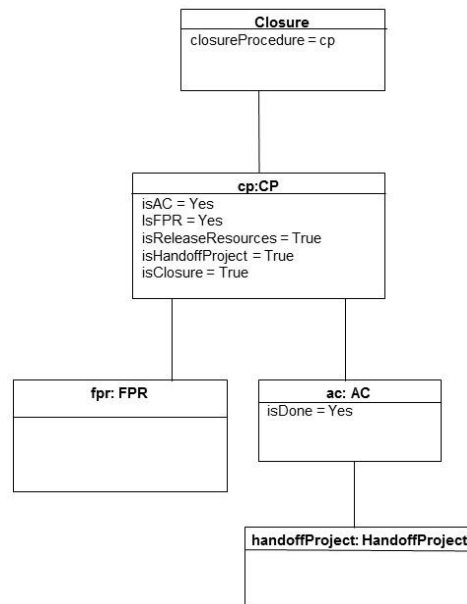 Closure
closureProcedure = cp
cp:CP
isAC = Yes
IsFPR = Yes
isReleaseResources = True
isHandoffProject = True
isClosure = True
fpr: FPR
ac: AC
isDone = Yes
handoffProject: HandoffProject